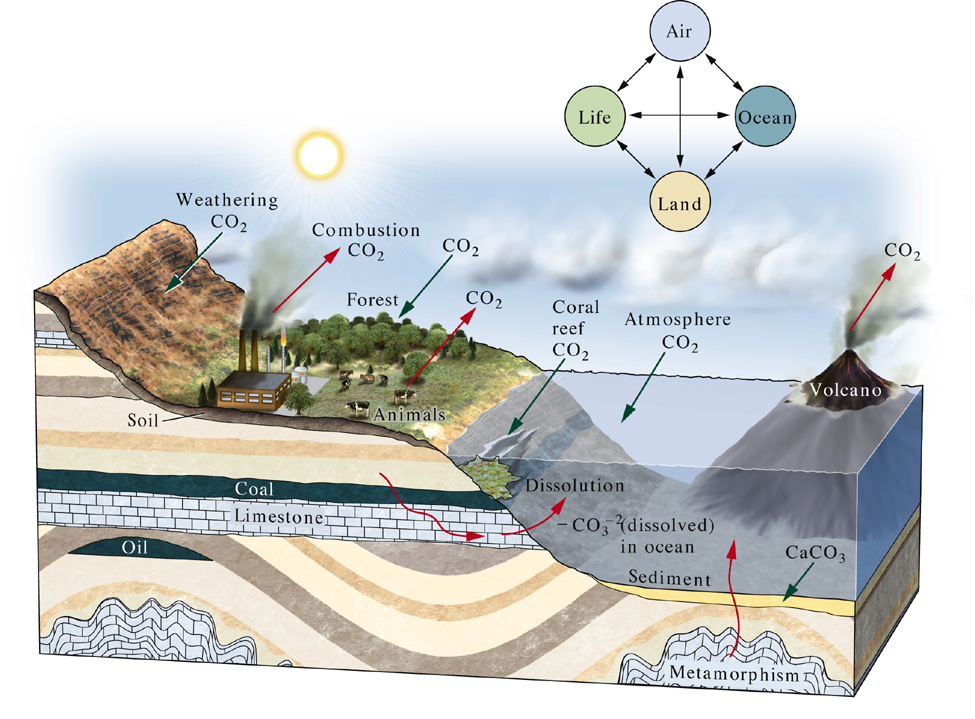 Air
Life
Ocean
Land
Weathering
CO₂
Combustion
CO₂
CO₂
Forest
CO₂
Coral
reef
CO₂
Atmosphere
CO₂
CO₂
Volcano
Animals
Soil
Coal
Limestone
Oil
Dissolution
CO₃⁻²(dissolved)
in ocean
CaCO₃
Sediment
Metamorphism